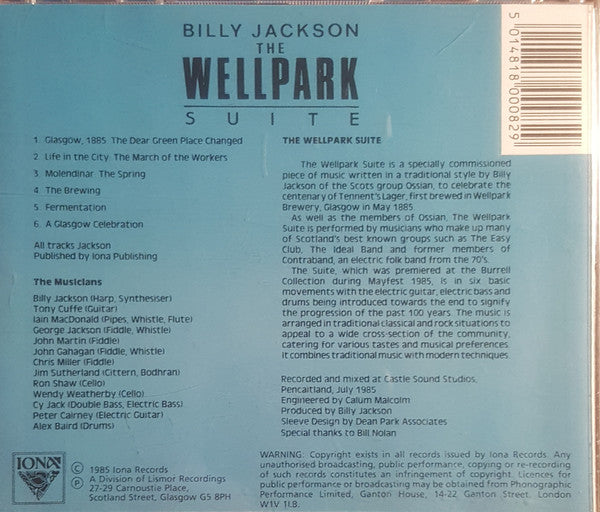 BILLY JACKSON
THE
WELLPARK
SUITE
5 014818 000829
1. Glasgow, 1885 The Dear Green Place Changed
2. Life in the City The March of the Workers
3. Molendinar The Spring
4. The Brewing
5. Fermentation
6. A Glasgow Celebration
All tracks Jackson
Published by Iona Publishing
The Musicians
Billy Jackson (Harp, Synthesiser)
Tony Cuffe (Guitar)
Iain MacDonald (Pipes, Whistle, Flute)
George Jackson (Fiddle, Whistle)
John Martin (Fiddle)
John Gahagan (Fiddle, Whistle)
Chris Miller (Fiddle)
Jim Sutherland (Cittern, Bodhran)
Ron Shaw (Cello)
Wendy Weatherby (Cello)
Cy Jack (Double Bass, Electric Bass)
Peter Cairney (Electric Guitar)
Alex Baird (Drums)
THE WELLPARK SUITE
The Wellpark Suite is a specially commissioned
piece of music written in a traditional style by Billy
Jackson of the Scots group Ossian, to celebrate the
centenary of Tennent's Lager, first brewed in Wellpark
Brewery, Glasgow in May 1885.
As well as the members of Ossian, The Wellpark
Suite is performed by musicians who make up many
of Scotland's best known groups such as The Easy
Club, The Ideal Band and former members of
Contraband, an electric folk band from the 70's.
The Suite, which was premiered at the Burrell
Collection during Mayfest 1985, is in six basic
movements with the electric guitar, electric bass and
drums being introduced towards the end to signify
the progression of the past 100 years. The music is
arranged in traditional classical and rock situations to
appeal to a wide cross-section of the community,
catering for various tastes and musical preferences.
It combines traditional music with modern techniques.
Recorded and mixed at Castle Sound Studios,
Pencaitland, July 1985
Engineered by Calum Malcolm
Produced by Billy Jackson
Sleeve Design by Dean Park Associates
Special thanks to Bill Nolan
IONA
© 1985 Iona Records
℗ A Division of Lismor Recordings
27-29 Carnoustie Place,
Scotland Street, Glasgow G5 8PH
WARNING: Copyright exists in all records issued by Iona Records. Any
unauthorised broadcasting, public performance, copying or re-recording
of such records constitutes an infringement of copyright. Licences for
public performance or broadcasting may be obtained from Phonographic
Performance Limited, Ganton House, 14-22 Ganton Street, London
W1V 1LB.